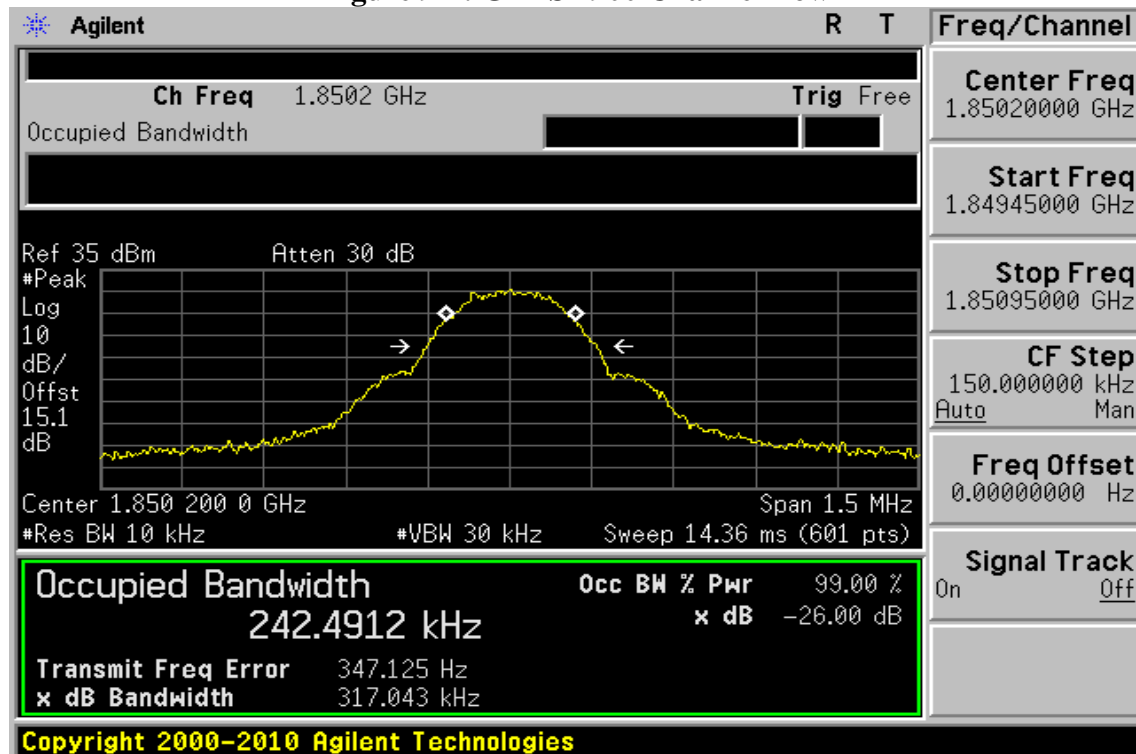 Agilent R T Freq/Channel
Ch Freq 1.8502 GHz Trig Free
Occupied Bandwidth
Center Freq
1.85020000 GHz
Start Freq
1.84945000 GHz
Stop Freq
1.85095000 GHz
CF Step
150.000000 kHz
Auto Man
Freq Offset
0.00000000 Hz
Signal Track
On Off
Ref 35 dBm Atten 30 dB
#Peak
Log
10
dB/
Offst
15.1
dB
Center 1.850 200 0 GHz Span 1.5 MHz
#Res BW 10 kHz #VBW 30 kHz Sweep 14.36 ms (601 pts)
Occupied Bandwidth
242.4912 kHz
Occ BW % Pwr 99.00 %
x dB -26.00 dB
Transmit Freq Error 347.125 Hz
x dB Bandwidth 317.043 kHz
Copyright 2000-2010 Agilent Technologies